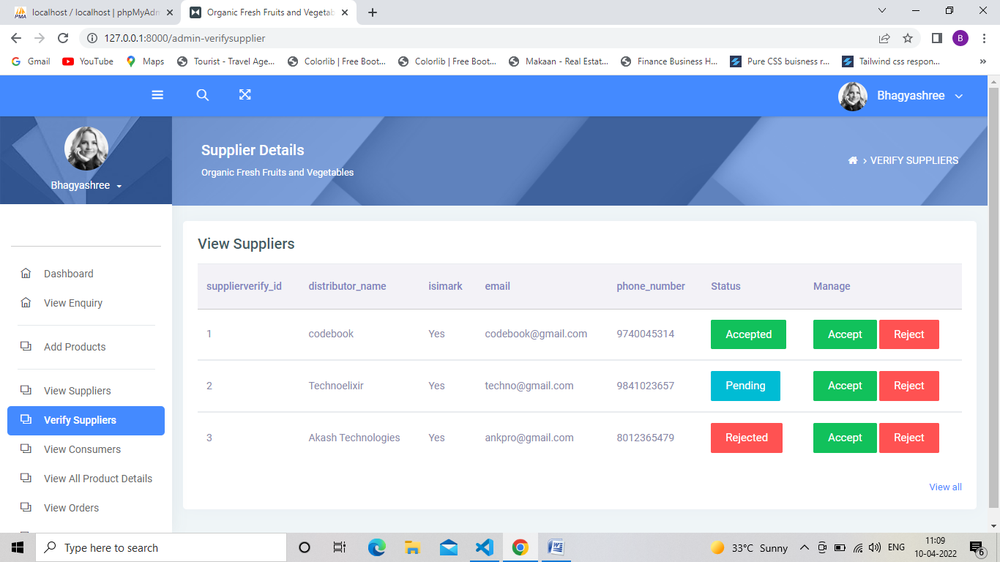 localhost / localhost | phpMyAdm
Organic Fresh Fruits and Vegetab
127.0.0.1:8000/admin-verifysupplier
B
Gmail YouTube Maps Tourist - Travel Age... Colorlib | Free Boot... Colorlib | Free Boot... Makaan - Real Estat... Finance Business H... Pure CSS buisness r... Tailwind css respon... »
Bhagyashree
Bhagyashree
Supplier Details
Organic Fresh Fruits and Vegetables
› VERIFY SUPPLIERS
Dashboard
View Enquiry
Add Products
View Suppliers
Verify Suppliers
View Consumers
View All Product Details
View Orders
View Suppliers
supplierverify_id distributor_name isimark email phone_number Status Manage
1 codebook Yes codebook@gmail.com 9740045314 Accepted Accept Reject
2 Technoelixir Yes techno@gmail.com 9841023657 Pending Accept Reject
3 Akash Technologies Yes ankpro@gmail.com 8012365479 Rejected Accept Reject
View all
Type here to search
33°C Sunny
ENG
11:09
10-04-2022
6